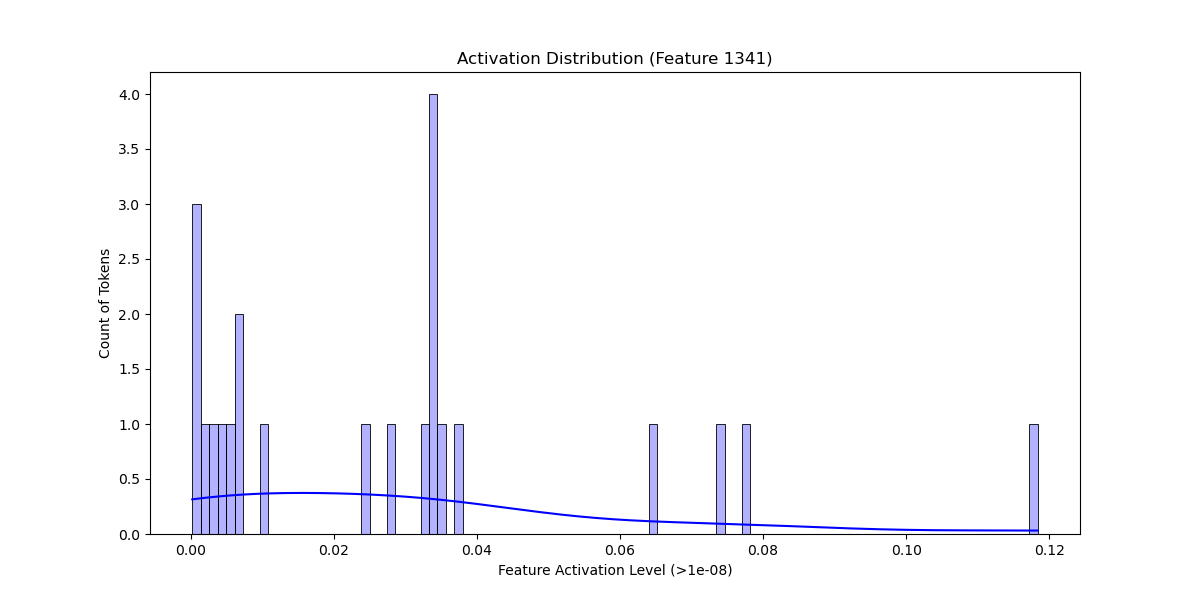 Activation Distribution (Feature 1341)
4.0
3.5
3.0
2.5
2.0
1.5
1.0
0.5
0.0
Count of Tokens
0.00 0.02 0.04 0.06 0.08 0.10 0.12
Feature Activation Level (>1e-08)